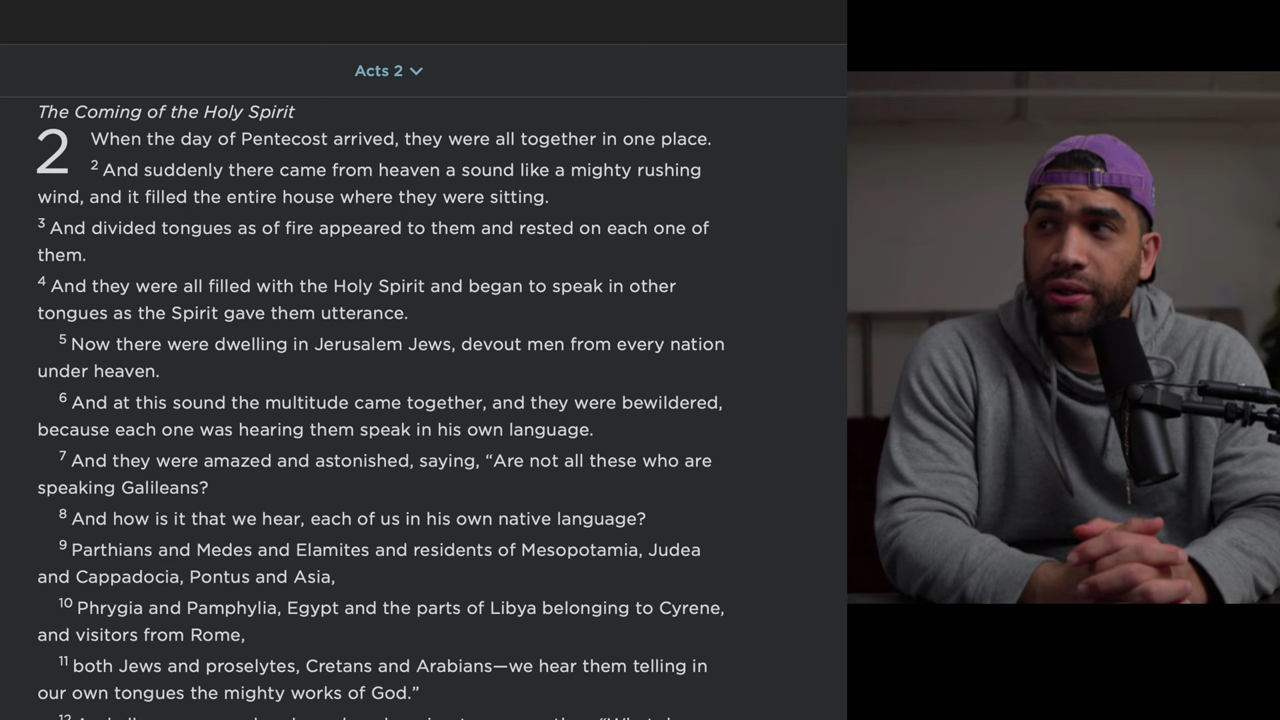 Acts 2
The Coming of the Holy Spirit
2 When the day of Pentecost arrived, they were all together in one place.
2 And suddenly there came from heaven a sound like a mighty rushing
wind, and it filled the entire house where they were sitting.
3 And divided tongues as of fire appeared to them and rested on each one of
them.
4 And they were all filled with the Holy Spirit and began to speak in other
tongues as the Spirit gave them utterance.
5 Now there were dwelling in Jerusalem Jews, devout men from every nation
under heaven.
6 And at this sound the multitude came together, and they were bewildered,
because each one was hearing them speak in his own language.
7 And they were amazed and astonished, saying, “Are not all these who are
speaking Galileans?
8 And how is it that we hear, each of us in his own native language?
9 Parthians and Medes and Elamites and residents of Mesopotamia, Judea
and Cappadocia, Pontus and Asia,
10 Phrygia and Pamphylia, Egypt and the parts of Libya belonging to Cyrene,
and visitors from Rome,
11 both Jews and proselytes, Cretans and Arabians—we hear them telling in
our own tongues the mighty works of God.”
12